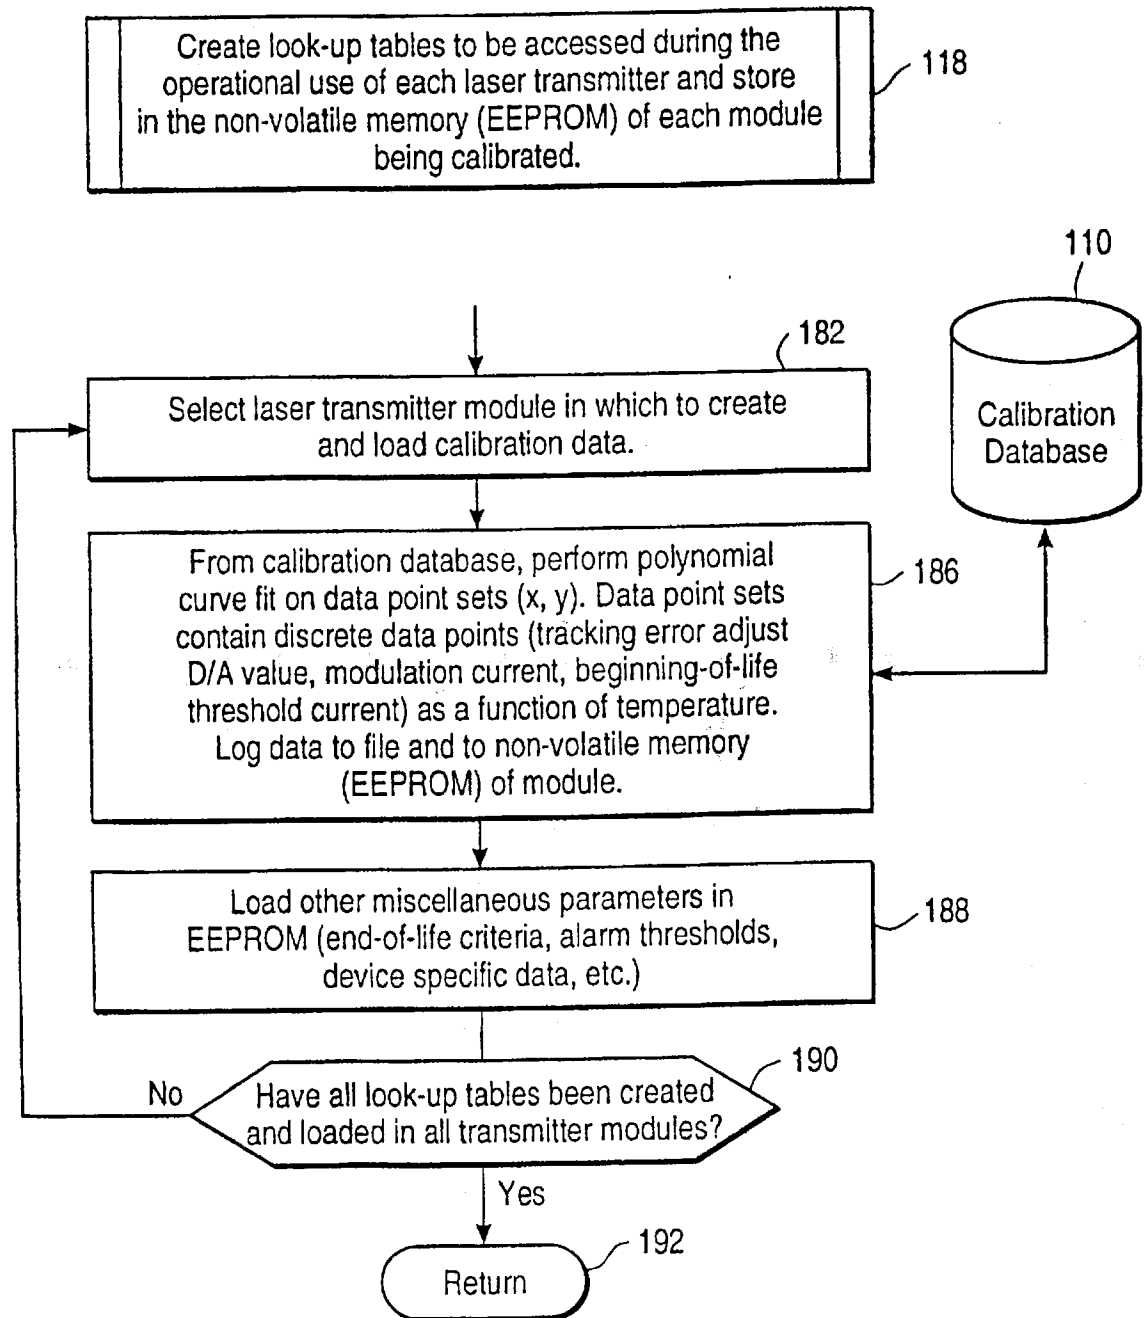 Create look-up tables to be accessed during the
operational use of each laser transmitter and store
in the non-volatile memory (EEPROM) of each module
being calibrated.
118
110
Calibration
Database
182
Select laser transmitter module in which to create
and load calibration data.
From calibration database, perform polynomial
curve fit on data point sets (x, y). Data point sets
contain discrete data points (tracking error adjust
D/A value, modulation current, beginning-of-life
threshold current) as a function of temperature.
Log data to file and to non-volatile memory
(EEPROM) of module.
186
Load other miscellaneous parameters in
EEPROM (end-of-life criteria, alarm thresholds,
device specific data, etc.)
188
190
No
Have all look-up tables been created
and loaded in all transmitter modules?
Yes
192
Return